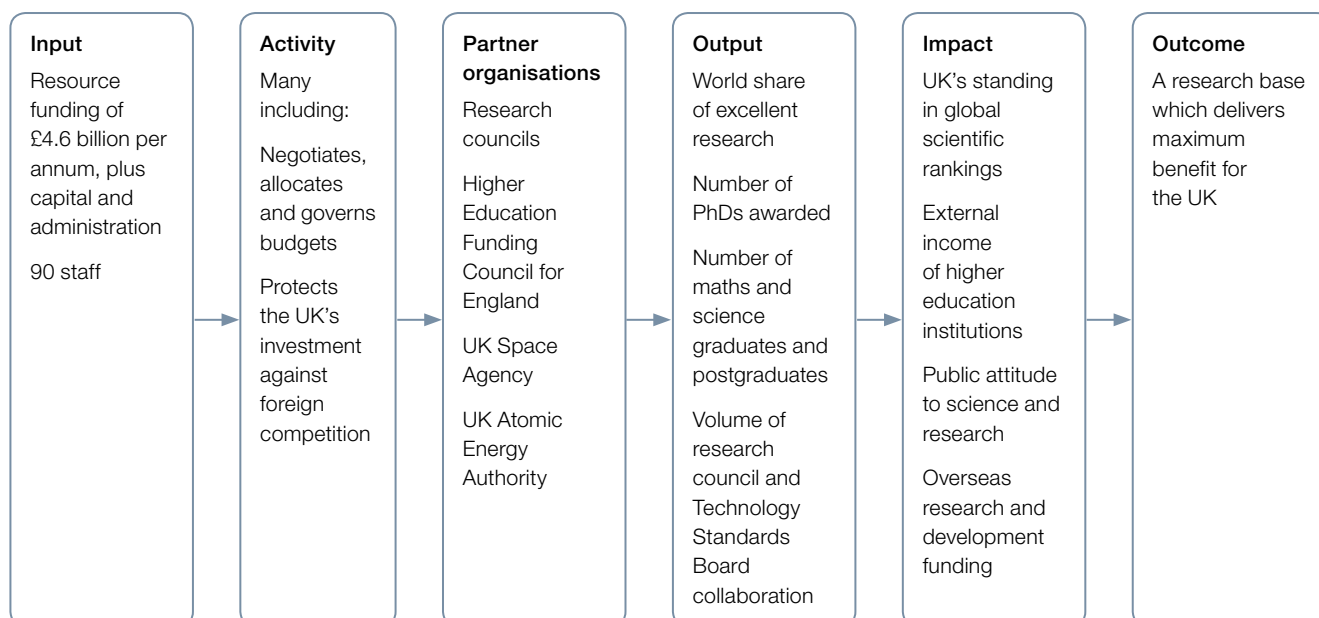 Input
Resource
funding of
£4.6 billion per
annum, plus
capital and
administration
90 staff
Activity
Many
including:
Negotiates,
allocates
and governs
budgets
Protects
the UK’s
investment
against
foreign
competition
Partner
organisations
Research
councils
Higher
Education
Funding
Council for
England
UK Space
Agency
UK Atomic
Energy
Authority
Output
World share
of excellent
research
Number of
PhDs awarded
Number of
maths and
science
graduates and
postgraduates
Volume of
research
council and
Technology
Standards
Board
collaboration
Impact
UK’s standing
in global
scientific
rankings
External
income
of higher
education
institutions
Public attitude
to science and
research
Overseas
research and
development
funding
Outcome
A research base
which delivers
maximum
benefit for
the UK